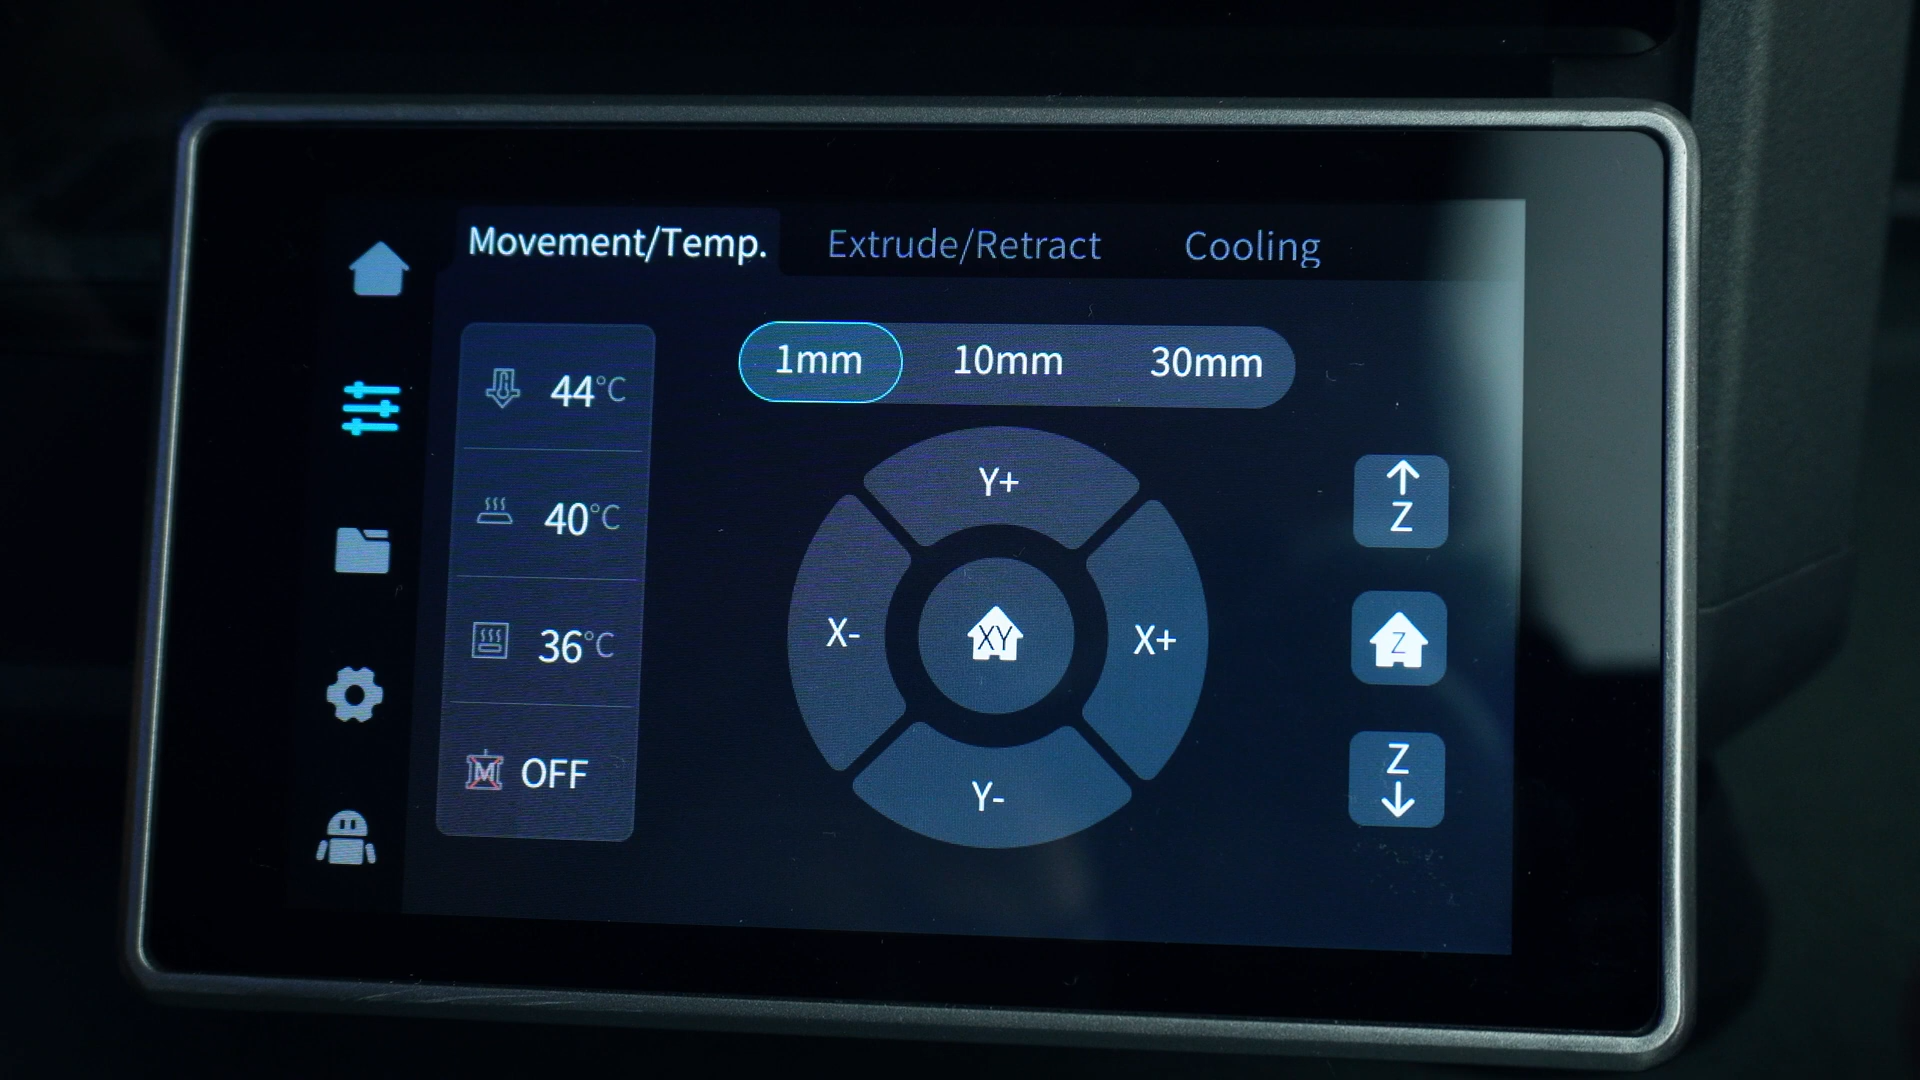 Movement/Temp. Extrude/Retract Cooling
1mm 10mm 30mm
44°C
40°C
36°C
M OFF
Y+
X- XY X+
Y-
Z
Z
Z